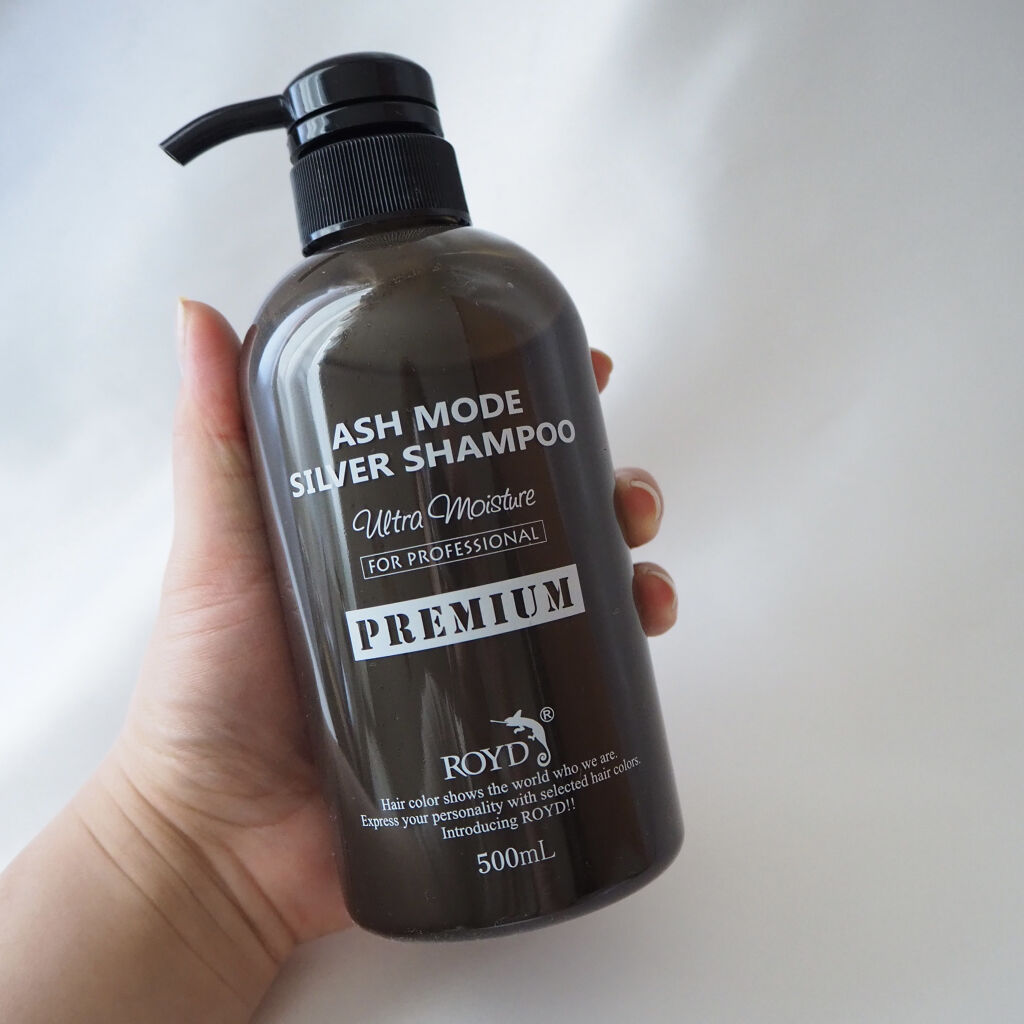 ASH MODE
SILVER SHAMPOO
Ultra Moisture
FOR PROFESSIONAL
PREMIUM
ROYD®
Hair color shows the world who we are.
Express your personality with selected hair colors.
Introducing ROYD!!
500mL